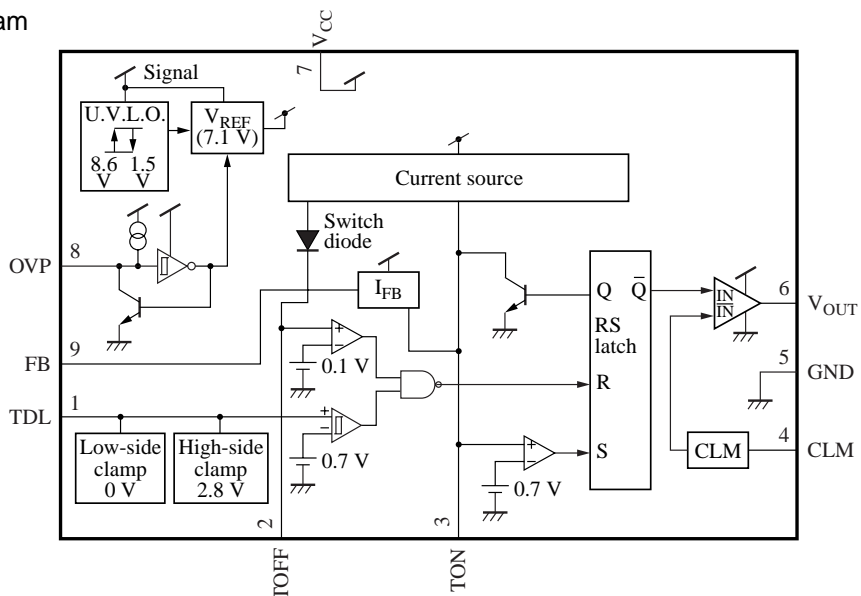 am
VCC
7
Signal
U.V.L.O.
8.6
V
1.5
V
VREF
(7.1 V)
Current source
Switch
diode
8
OVP
IFB
Q
Q̅
RS
latch
R
S
IN
I̅N̅
6
VOUT
9
FB
+
−
0.1 V
5
GND
1
TDL
+
−
0.7 V
Low-side
clamp
0 V
High-side
clamp
2.8 V
+
−
0.7 V
CLM
4
CLM
2
TOFF
3
TON